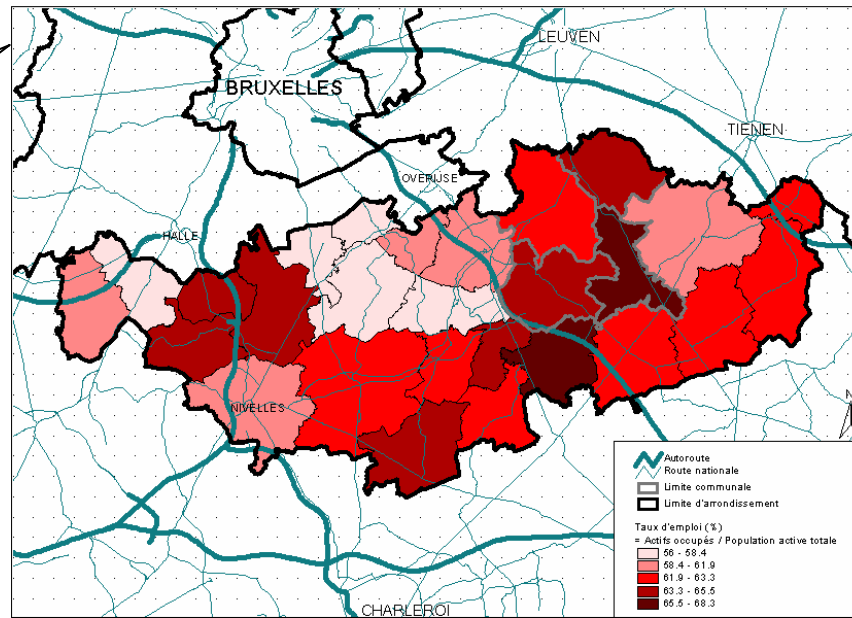 LEUVEN
BRUXELLES
TIENEN
OVERIJSE
HALLE
NIVELLES
N
CHARLEROI
Autoroute
Route nationale
Limite communale
Limite d'arrondissement
Taux d'emploi (%)
= Actifs occupés / Population active totale
56 - 58.4
58.4 - 61.9
61.9 - 63.3
63.3 - 65.5
65.5 - 68.3